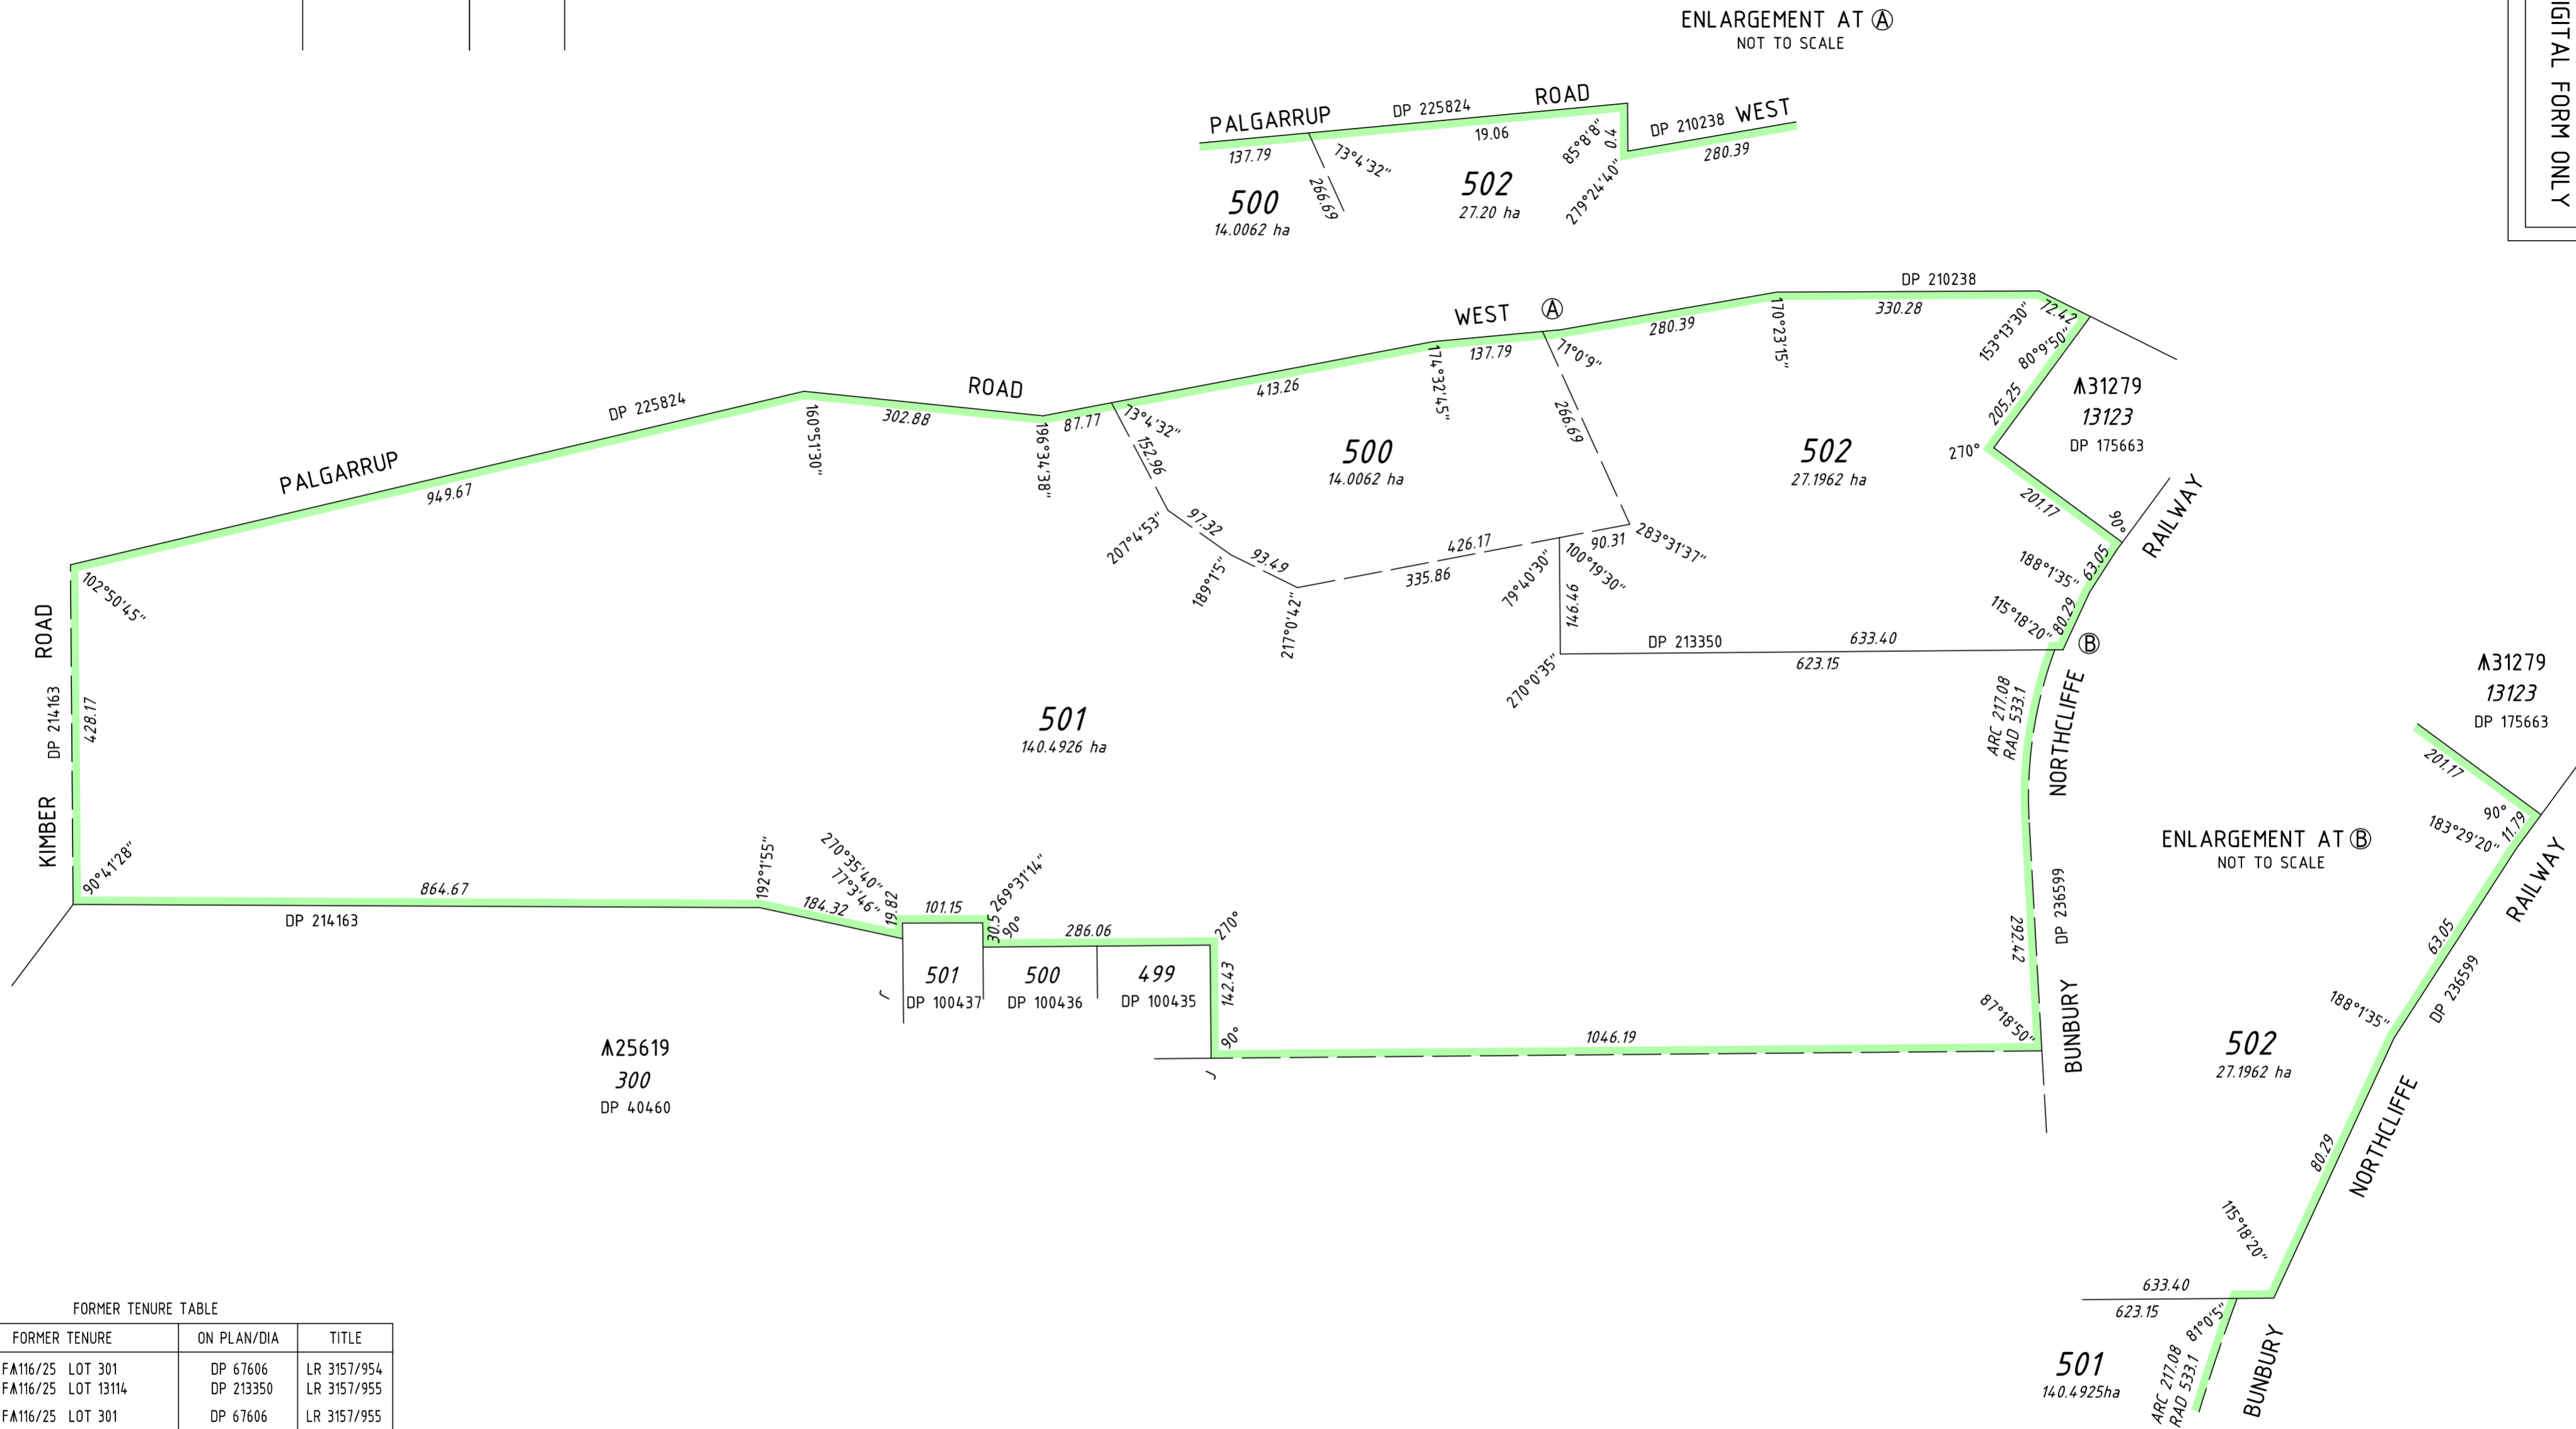 ENLARGEMENT AT Ⓐ
NOT TO SCALE
IGITAL FORM ONLY
PALGARRUP
DP 225824
ROAD
DP 210238
WEST
137.79
19.06
280.39
73°4'32"
85°8'8"
0.4
279°24'40"
266.69
500
14.0062 ha
502
27.20 ha
DP 210238
WEST
Ⓐ
280.39
330.28
72.42
170°23'15"
153°13'30"
80°9'50"
137.79
71°0'9"
174°32'45"
413.26
ROAD
DP 225824
302.88
87.77
160°51'30"
196°34'38"
73°4'32"
PALGARRUP
949.67
205.25
ᗑ31279
13123
DP 175663
270°
201.17
90°
RAILWAY
266.69
152.96
500
14.0062 ha
502
27.1962 ha
97.32
207°4'53"
93.49
189°1'5"
217°0'42"
426.17
335.86
90.31
283°31'37"
79°40'30"
100°19'30"
146.46
63.05
188°1'35"
80.29
115°18'20"
Ⓑ
DP 213350
633.40
623.15
270°0'35"
102°50'45"
ROAD
DP 214163
KIMBER
428.17
90°41'28"
501
140.4926 ha
ARC 217.08
RAD 533.1
NORTHCLIFFE
292.42
DP 236599
BUNBURY
87°18'50"
864.67
DP 214163
192°1'55"
184.32
270°35'40"
77°3'46"
19.82
101.15
30.5
269°31'14"
90°
286.06
270°
142.43
90°
1046.19
501
DP 100437
500
DP 100436
499
DP 100435
ᗑ25619
300
DP 40460
ᗑ31279
13123
DP 175663
201.17
90°
11.79
183°29'20"
ENLARGEMENT AT Ⓑ
NOT TO SCALE
RAILWAY
63.05
DP 236599
188°1'35"
502
27.1962 ha
80.29
NORTHCLIFFE
115°18'20"
633.40
623.15
81°0'5"
ARC 217.08
RAD 533.1
501
140.4925ha
BUNBURY
FORMER TENURE TABLE
FORMER TENURE ON PLAN/DIA TITLE
Fᗑ116/25 LOT 301 DP 67606 LR 3157/954
Fᗑ116/25 LOT 13114 DP 213350 LR 3157/955
Fᗑ116/25 LOT 301 DP 67606 LR 3157/955